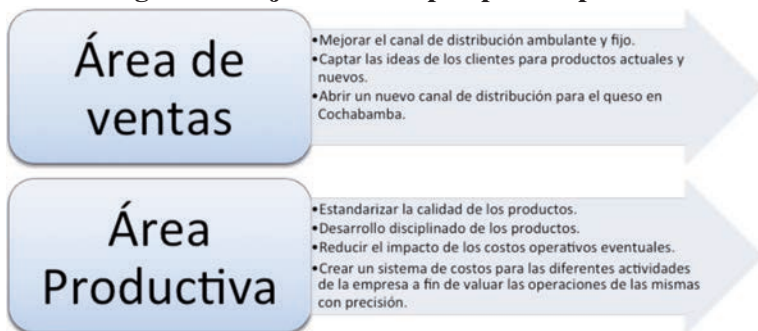 Área de
ventas
•Mejorar el canal de distribución ambulante y fijo.
•Captar las ideas de los clientes para productos actuales y
nuevos.
•Abrir un nuevo canal de distribución para el queso en
Cochabamba.
Área
Productiva
•Estandarizar la calidad de los productos.
•Desarrollo disciplinado de los productos.
•Reducir el impacto de los costos operativos eventuales.
•Crear un sistema de costos para las diferentes actividades
de la empresa a fin de valuar las operaciones de las mismas
con precisión.